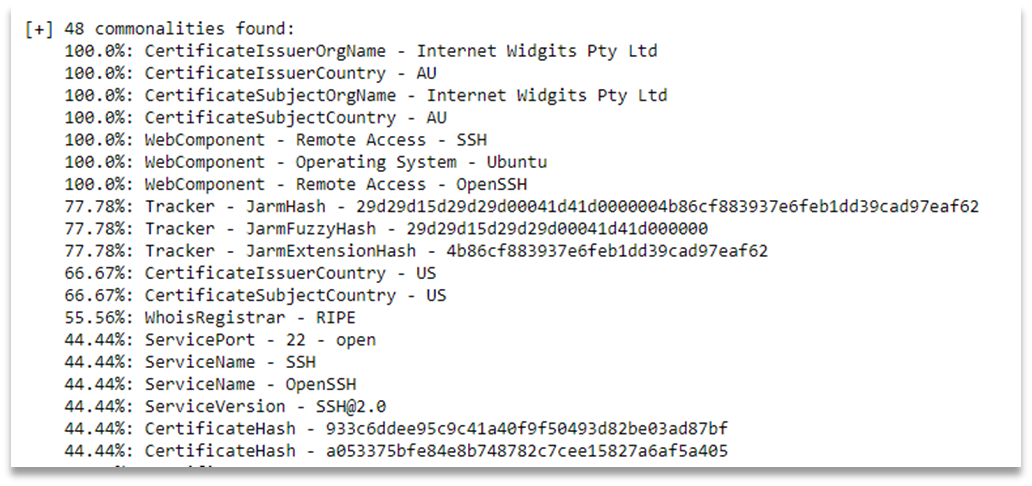 [+] 48 commonalities found:
100.0%: CertificateIssuerOrgName - Internet Widgits Pty Ltd
100.0%: CertificateIssuerCountry - AU
100.0%: CertificateSubjectOrgName - Internet Widgits Pty Ltd
100.0%: CertificateSubjectCountry - AU
100.0%: WebComponent - Remote Access - SSH
100.0%: WebComponent - Operating System - Ubuntu
100.0%: WebComponent - Remote Access - OpenSSH
77.78%: Tracker - JarmHash - 29d29d15d29d29d00041d41d0000004b86cf883937e6feb1dd39cad97eaf62
77.78%: Tracker - JarmFuzzyHash - 29d29d15d29d29d00041d41d000000
77.78%: Tracker - JarmExtensionHash - 4b86cf883937e6feb1dd39cad97eaf62
66.67%: CertificateIssuerCountry - US
66.67%: CertificateSubjectCountry - US
55.56%: WhoisRegistrar - RIPE
44.44%: ServicePort - 22 - open
44.44%: ServiceName - SSH
44.44%: ServiceName - OpenSSH
44.44%: ServiceVersion - SSH@2.0
44.44%: CertificateHash - 933c6ddee95c9c41a40f9f50493d82be03ad87bf
44.44%: CertificateHash - a053375bfe84e8b748782c7cee15827a6af5a405